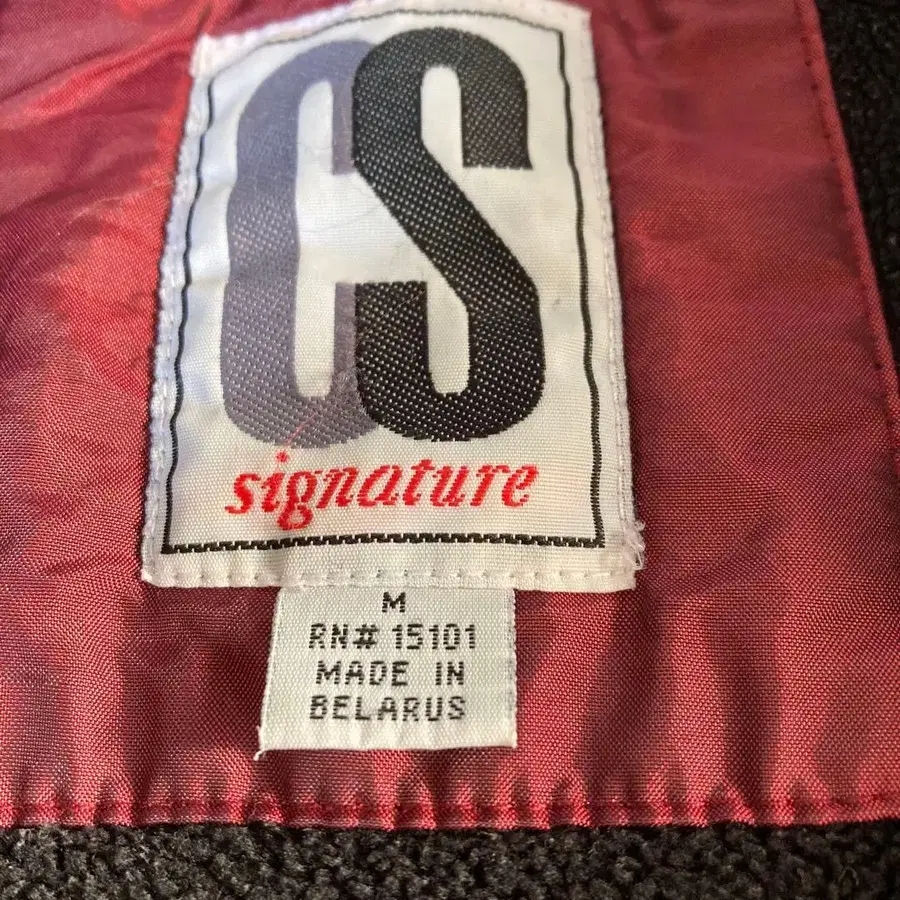 CS
signature
M
RN# 15101
MADE IN
BELARUS